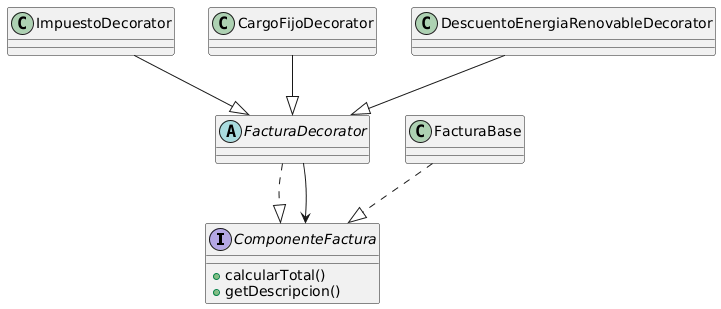 C ImpuestoDecorator
C CargoFijoDecorator
C DescuentoEnergiaRenovableDecorator
A FacturaDecorator
C FacturaBase
I ComponenteFactura
calcularTotal()
getDescripcion()